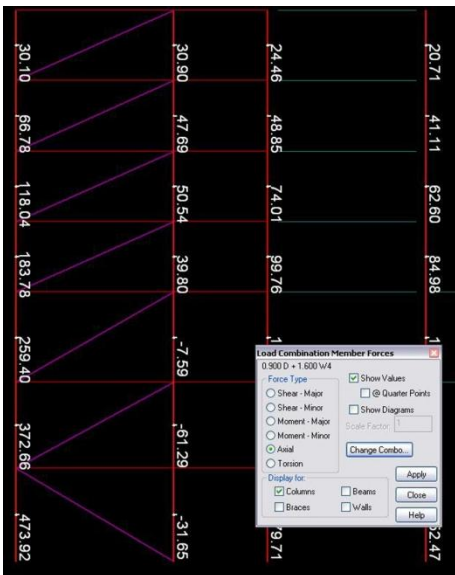 30.10 30.90 24.46 20.71
66.78 47.69 48.85 41.11
118.04 50.54 74.01 62.60
183.78 39.80 99.76 84.98
259.40 -7.59
Load Combination Member Forces
0.900 D + 1.600 W4
Force Type
Shear - Major
Shear - Minor
Moment - Major
Moment - Minor
Axial
Torsion
Show Values
@ Quarter Points
Show Diagrams
Scale Factor: 1
Change Combo...
Display for:
Columns
Beams
Braces
Walls
Apply
Close
Help
372.66 -61.29
473.92 -31.65